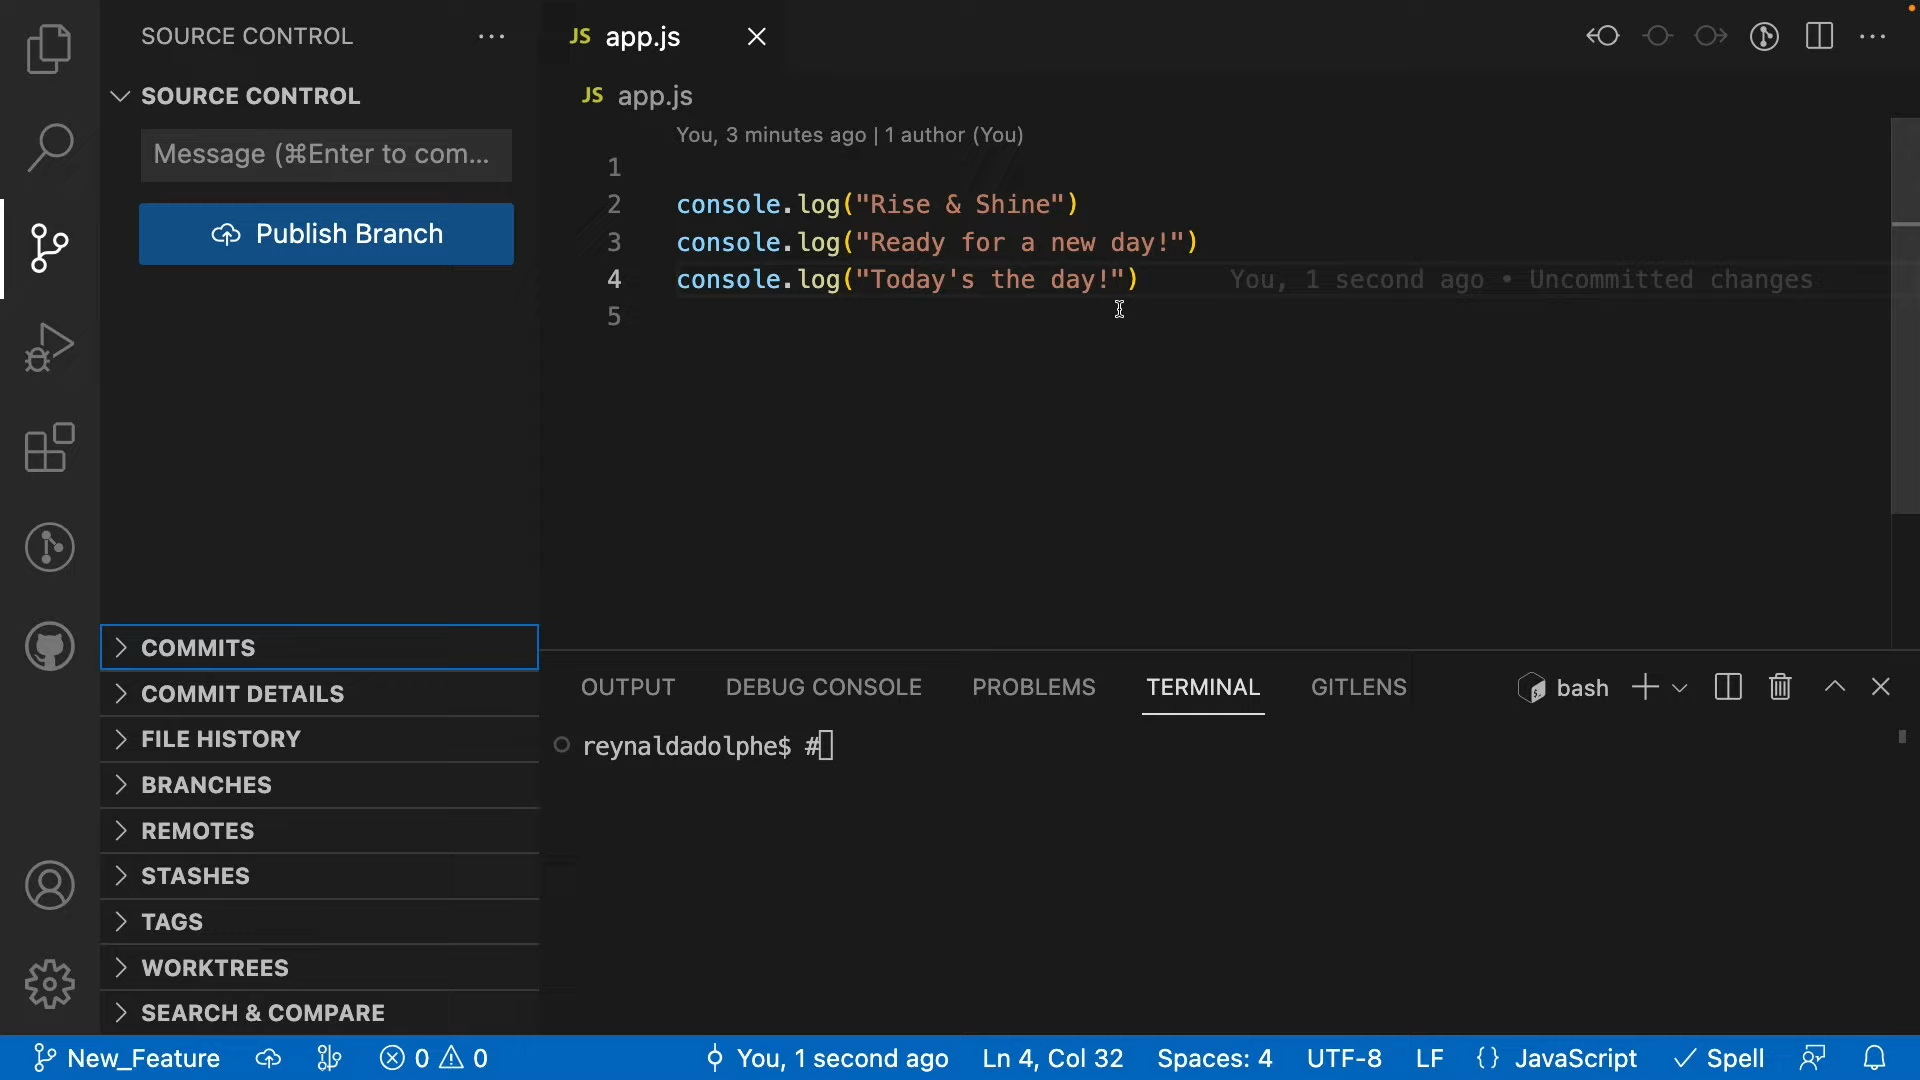 SOURCE CONTROL
SOURCE CONTROL
Message (⌘Enter to com...
Publish Branch
COMMITS
COMMIT DETAILS
FILE HISTORY
BRANCHES
REMOTES
STASHES
TAGS
WORKTREES
SEARCH & COMPARE
JS app.js
JS app.js
You, 3 minutes ago | 1 author (You)
1
2 console.log("Rise & Shine")
3 console.log("Ready for a new day!")
4 console.log("Today's the day!") You, 1 second ago • Uncommitted changes
5
OUTPUT DEBUG CONSOLE PROBLEMS TERMINAL GITLENS bash
reynaldadolphe$ #
New_Feature 0 0 You, 1 second ago Ln 4, Col 32 Spaces: 4 UTF-8 LF {} JavaScript Spell